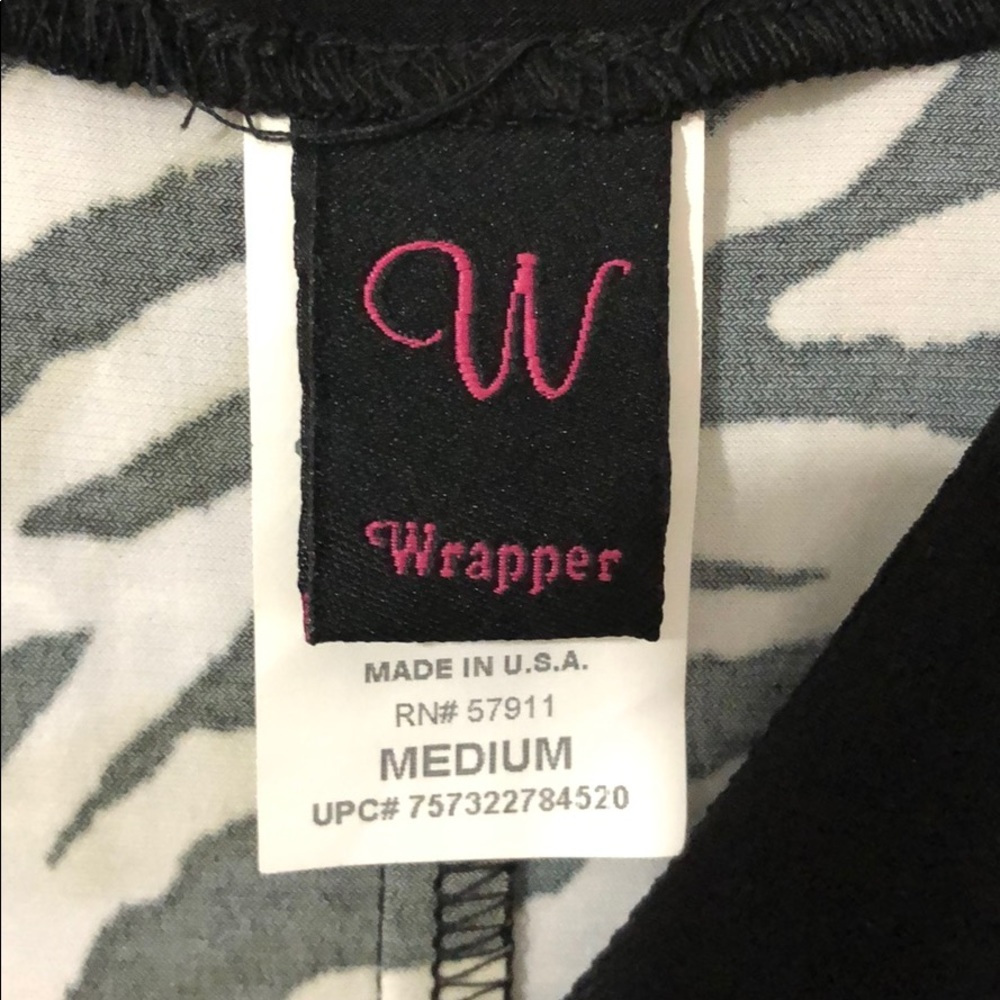 W
Wrapper
MADE IN U.S.A.
RN# 57911
MEDIUM
UPC# 757322784520